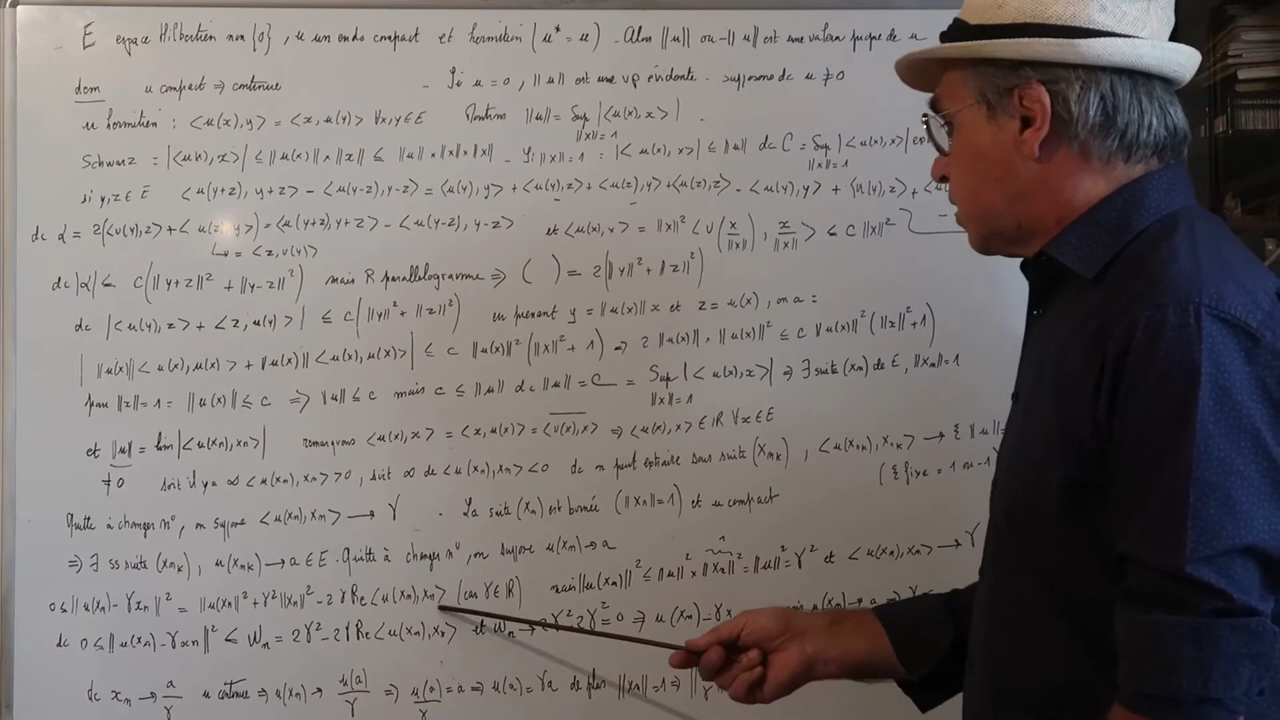 E espace Hilbertien non {0}, u un endo compact et hermitien (u* = u) - Alors ||u|| ou -||u|| est une valeur propre de u
dem u compact ⇒ continue - Si u = 0, ||u|| est une vp évidente - supposons dc u ≠ 0
u hermitien : <u(x), y> = <x, u(y)> ∀x,y ∈ E Montrons ||u|| = Sup |<u(x), x>| .
||x||=1
Schwarz = |<u(x), x>| ≤ ||u(x)|| × ||x|| ≤ ||u|| × ||x|| × ||x|| - Si ||x|| = 1 : |<u(x), x>| ≤ ||u|| dc C = Sup |<u(x), x>|
||x||=1
si y,z ∈ E <u(y+z), y+z> - <u(y-z), y-z> = <u(y), y> + <u(y), z> + <u(z), y> + <u(z), z> - <u(y), y> + <u(y), z> +
dc α = 2(<u(y), z> + <u(z), y>) = <u(y+z), y+z> - <u(y-z), y-z> et <u(x), x> = ||x||² <u(x/||x||), x/||x||> ≤ C ||x||²
↳ = <z, u(y)>
dc |α| ≤ C(||y+z||² + ||y-z||²) mais R parallelogramme ⇒ ( ) = 2(||y||² + ||z||²)
dc |<u(y), z> + <z, u(y)>| ≤ C(||y||² + ||z||²) en prenant y = ||u(x)|| x et z = u(x), on a :
| ||u(x)|| <u(x), u(x)> + ||u(x)|| <u(x), u(x)> | ≤ C ||u(x)||² (||x||² + 1) ⇒ 2 ||u(x)|| . ||u(x)||² ≤ C ||u(x)||² (||x||² + 1)
pour ||x|| = 1 : ||u(x)|| ≤ C ⇒ ||u|| ≤ C mais C ≤ ||u|| dc ||u|| = C = Sup |<u(x), x>| ⇒ ∃ suite (xn) de E, ||xn|| = 1
||x||=1
et ||u|| = lim |<u(xn), xn>| remarquons <u(x), x> = <x, u(x)> = <u(x), x> ⇒ <u(x), x> ∈ ℝ ∀x ∈ E
≠ 0 soit il y a ∞ <u(xn), xn> > 0, soit ∞ de <u(xn), xn> < 0 dc on peut extraire sous suite (xnk), <u(xnk), xnk> → ξ ||u||
(ξ fixe = 1 ou -1)
Quitte à changer n°, on suppose <u(xn), xn> → γ . La suite (xn) est bornée (||xn|| = 1) et u compact
⇒ ∃ ss suite (xnk), u(xnk) → a ∈ E . Quitte à changer n°, on suppose u(xn) → a
0 ≤ ||u(xn) - γxn||² = ||u(xn)||² + γ²||xn||² - 2γ Re<u(xn), xn> (car γ ∈ ℝ) mais ||u(xn)||² ≤ ||u||² × ||xn||² = ||u||² = γ² et <u(xn), xn> → γ
dc 0 ≤ ||u(xn) - γxn||² ≤ Wn = 2γ² - 2γ Re<u(xn), xn> et Wn → 2γ² - 2γ² = 0 ⇒ u(xn) - γx u(xn) → a ⇒
dc xn → a/γ u continue ⇒ u(xn) → u(a)/γ ⇒ u(a)/γ = a ⇒ u(a) = γa de plus ||xn|| = 1 ⇒